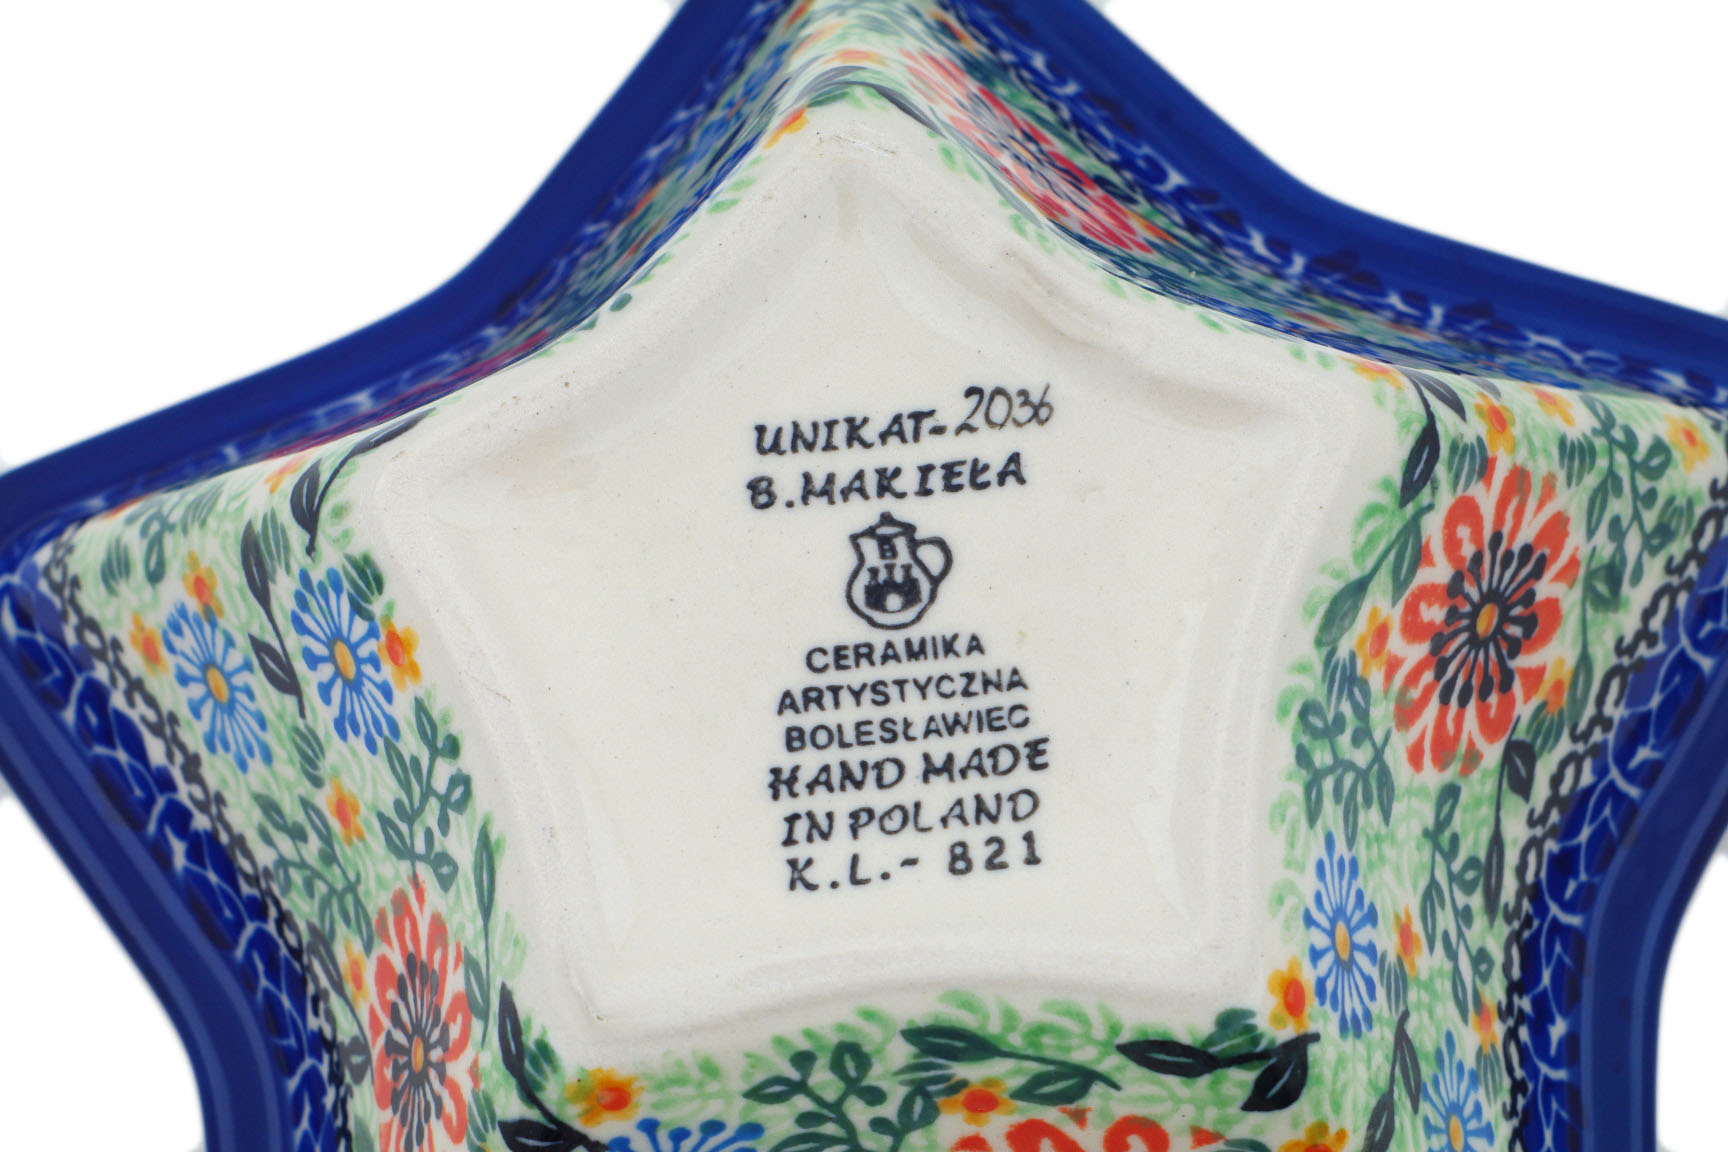 UNIKAT-2036
B. MAKIEŁA
B
CERAMIKA
ARTYSTYCZNA
BOLESŁAWIEC
HAND MADE
IN POLAND
K.L.- 821